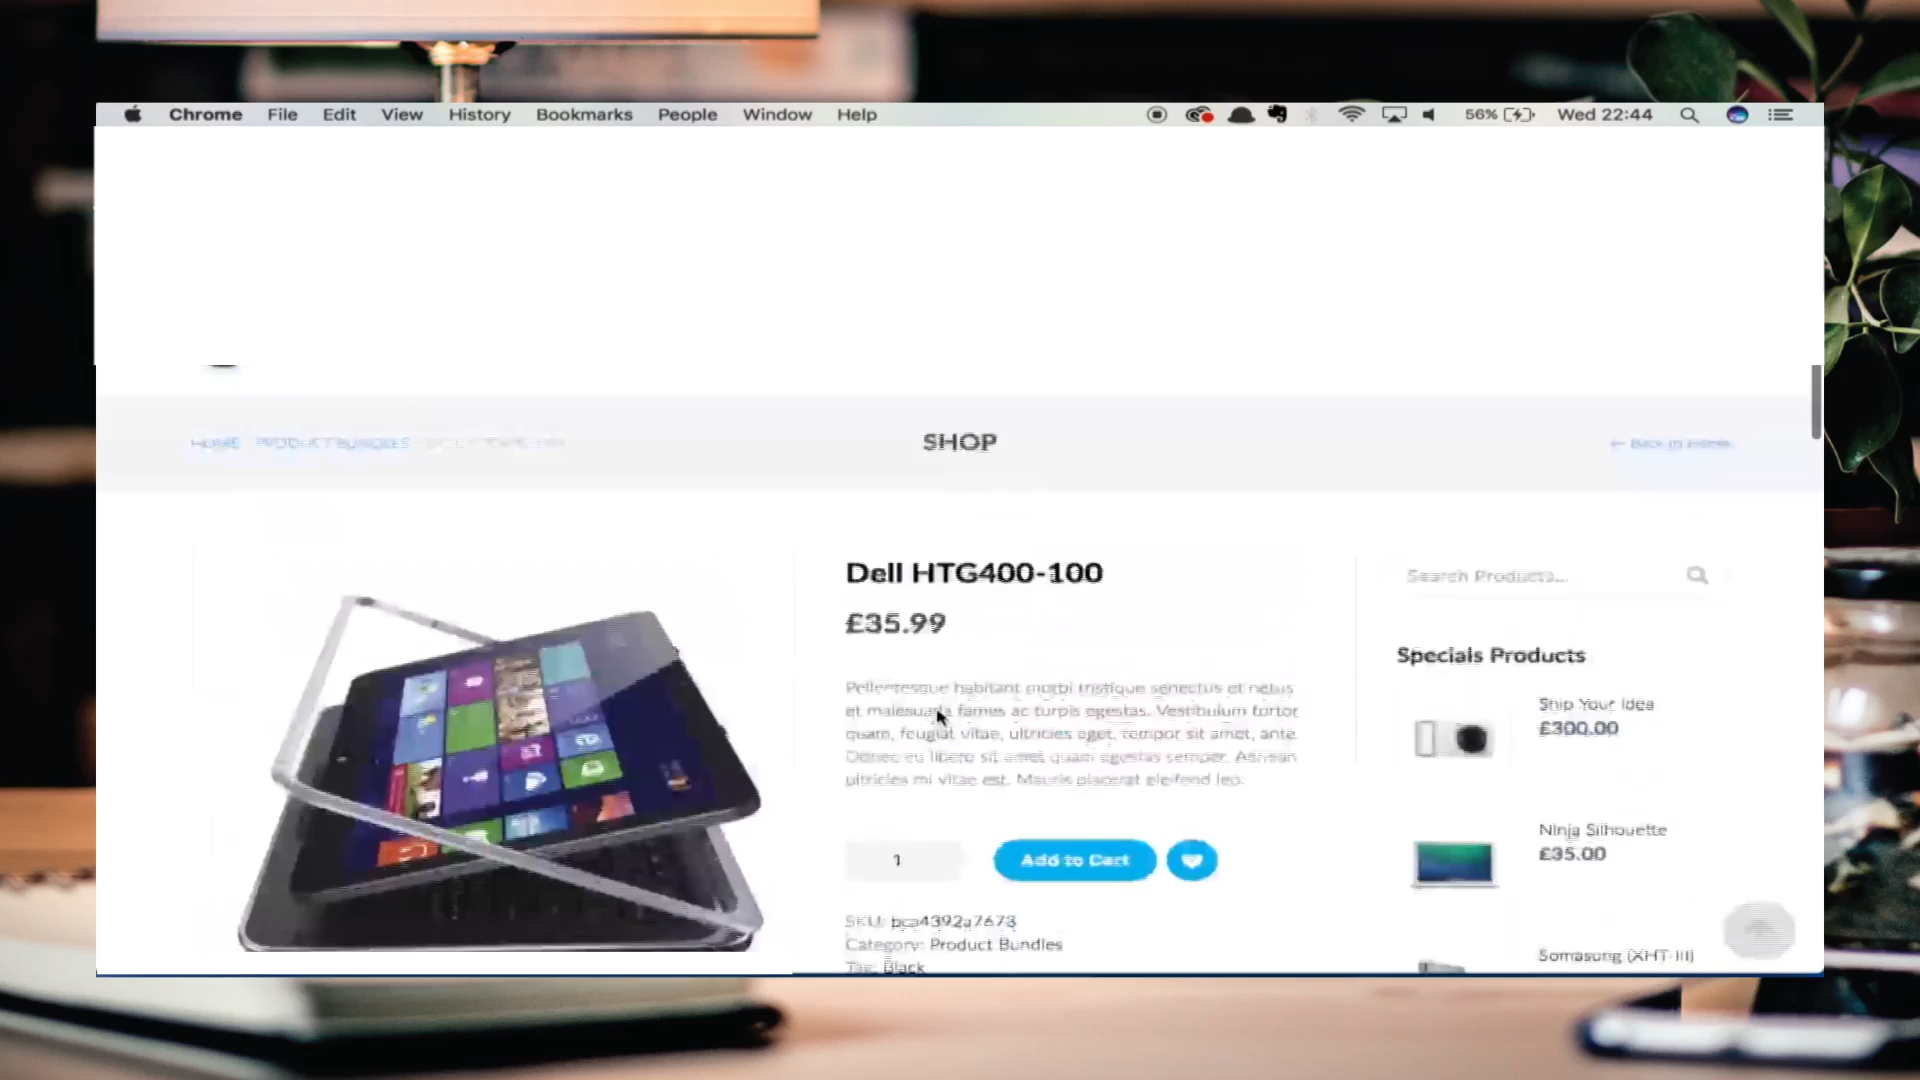 Chrome File Edit View History Bookmarks People Window Help 56% Wed 22:44
HOME PRODUCT BUNDLES
SHOP
← Back to Home
Dell HTG400-100
£35.99
Search Products...
Specials Products
Pellentesque habitant morbi tristique senectus et netus
et malesuada fames ac turpis egestas. Vestibulum tortor
quam, feugiat vitae, ultricies eget, tempor sit amet, ante.
Donec eu libero sit amet quam egestas semper. Aenean
ultricies mi vitae est. Mauris placerat eleifend leo.
Ship Your Idea
£300.00
1
Add to Cart
Ninja Silhouette
£35.00
SKU: bca4392a7673
Category: Product Bundles
Tag: Black
Somasung (XHT-III)